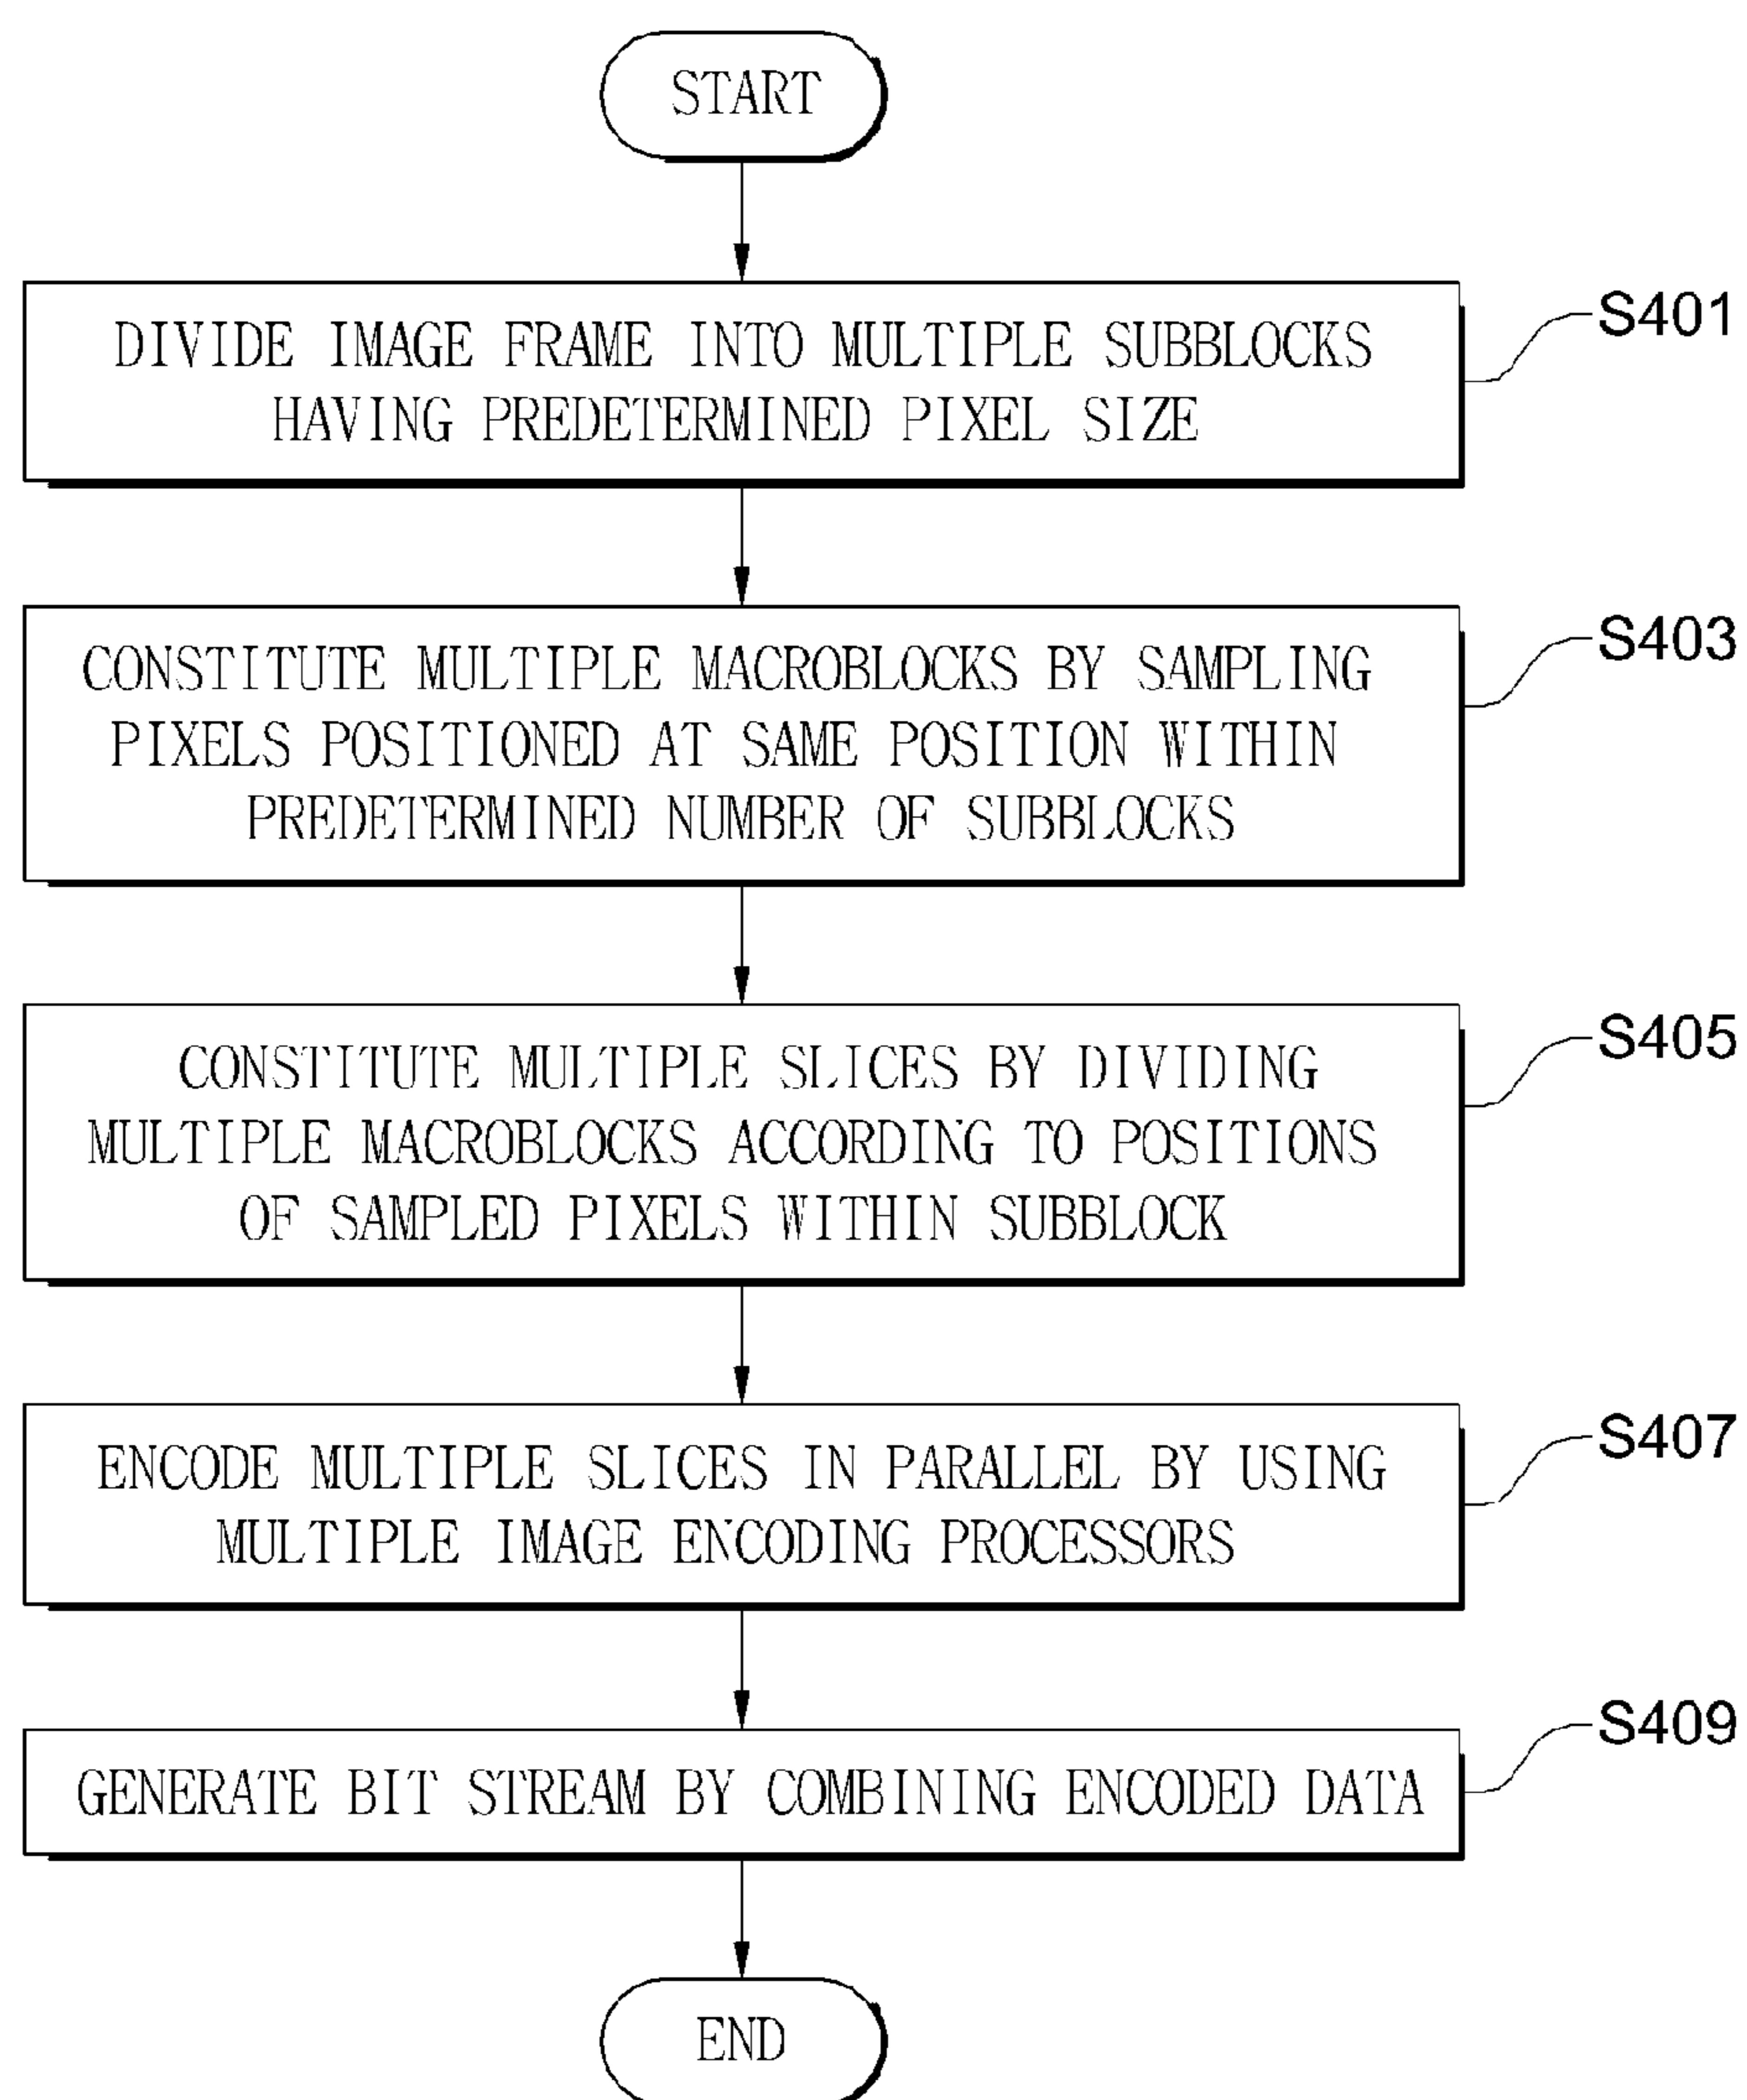 START
DIVIDE IMAGE FRAME INTO MULTIPLE SUBBLOCKS
HAVING PREDETERMINED PIXEL SIZE
S401
CONSTITUTE MULTIPLE MACROBLOCKS BY SAMPLING
PIXELS POSITIONED AT SAME POSITION WITHIN
PREDETERMINED NUMBER OF SUBBLOCKS
S403
CONSTITUTE MULTIPLE SLICES BY DIVIDING
MULTIPLE MACROBLOCKS ACCORDING TO POSITIONS
OF SAMPLED PIXELS WITHIN SUBBLOCK
S405
ENCODE MULTIPLE SLICES IN PARALLEL BY USING
MULTIPLE IMAGE ENCODING PROCESSORS
S407
GENERATE BIT STREAM BY COMBINING ENCODED DATA
S409
END